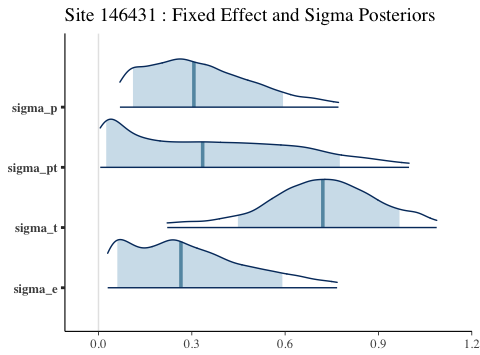 Site 146431 : Fixed Effect and Sigma Posteriors
sigma_p
sigma_pt
sigma_t
sigma_e
0.0 0.3 0.6 0.9 1.2